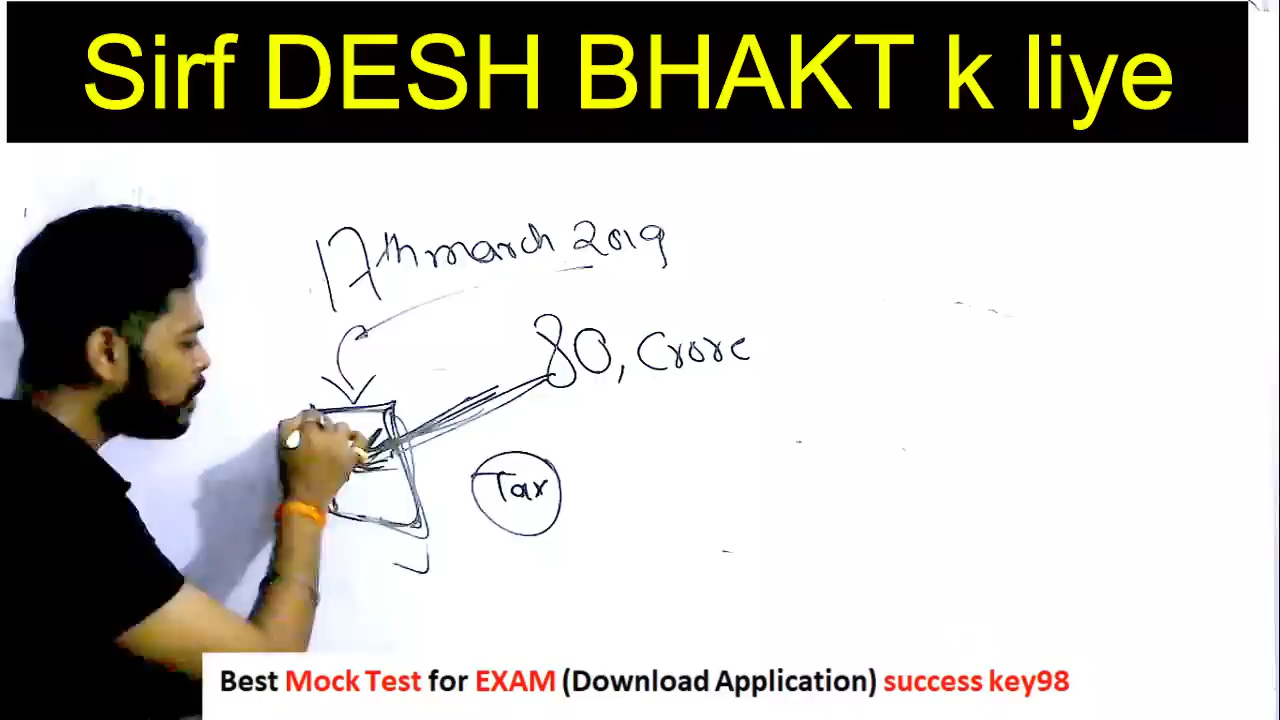 Sirf DESH BHAKT k liye
17th march 2019
80, Crore
Tax
Best Mock Test for EXAM (Download Application) success key98